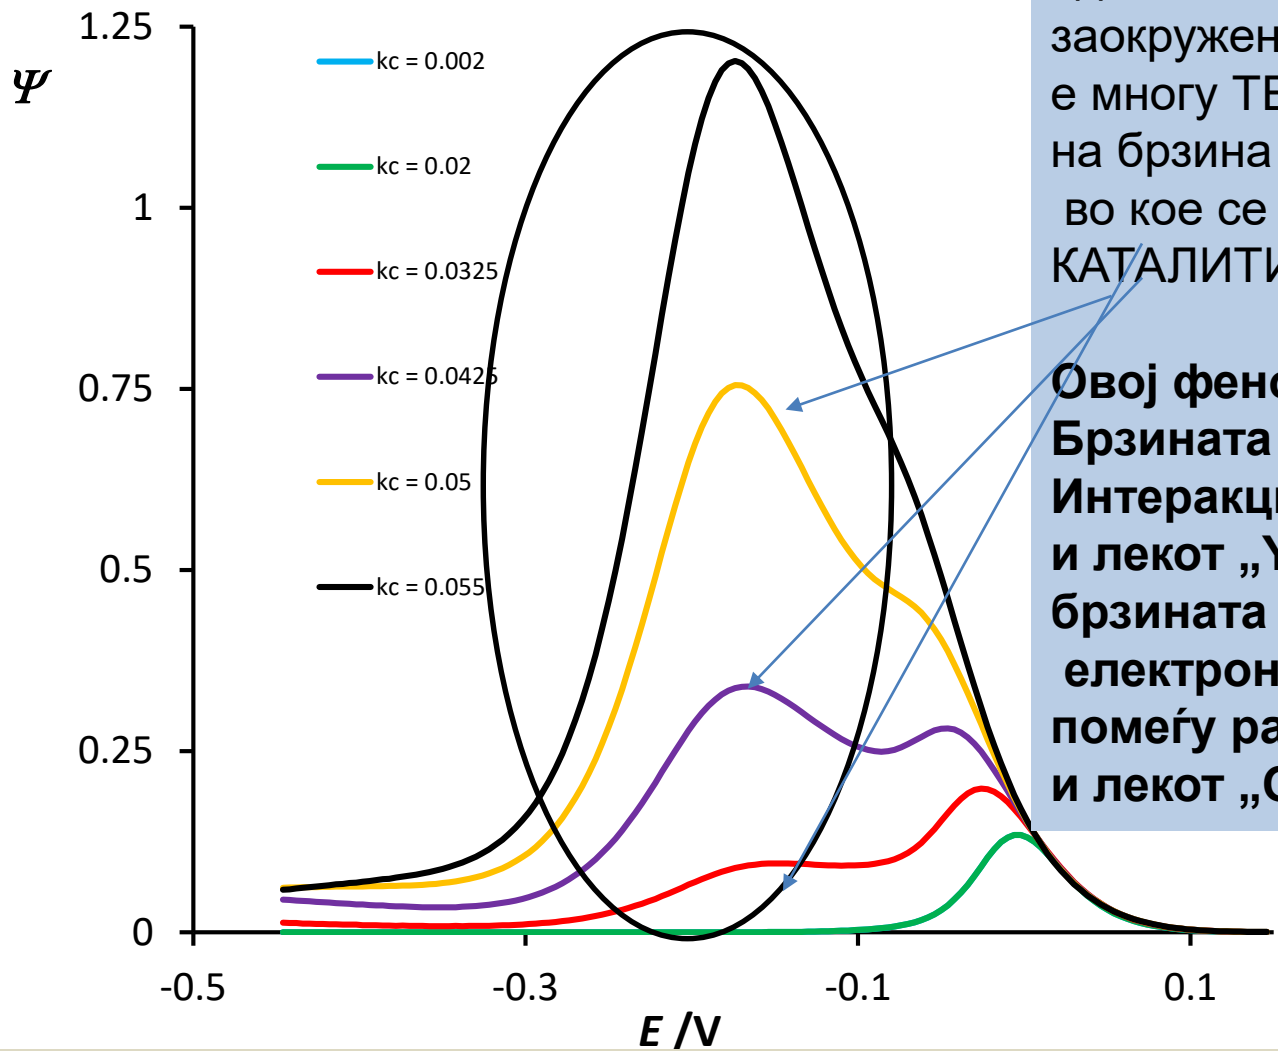 1.25
Ψ
1
0.75
0.5
0.25
0
-0.5
-0.3
-0.1
0.1
E /V
kc = 0.002
kc = 0.02
kc = 0.0325
kc = 0.0425
kc = 0.05
kc = 0.055
заокружен
е многу ТЕ
на брзина
во кое се
КАТАЛИТИ
Овој фено
Брзината
Интеракци
и лекот „Y
брзината
електрон
помеѓу ра
и лекот „